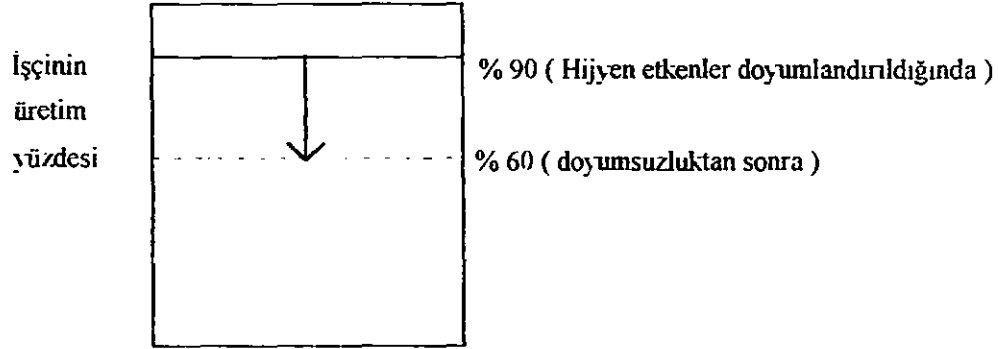 İşçinin
üretim
yüzdesi
% 90 ( Hijyen etkenler doyumlandırıldığında )
% 60 ( doyumsuzluktan sonra )